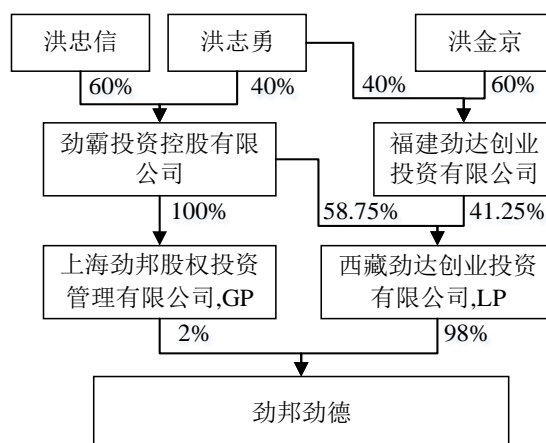 洪忠信
洪志勇
洪金京
60%
40%
40%
60%
劲霸投资控股有限
公司
福建劲达创业
投资有限公司
100%
58.75%
41.25%
上海劲邦股权投资
管理有限公司,GP
西藏劲达创业投资
有限公司,LP
2%
98%
劲邦劲德